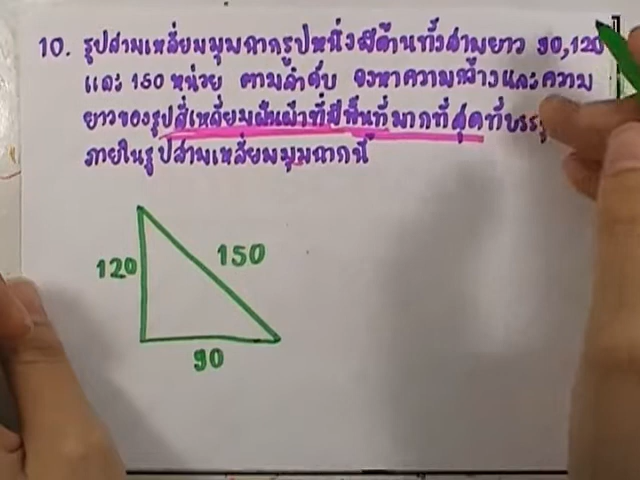 10. รูปสามเหลี่ยมมุมฉากรูปหนึ่งมีด้านทั้งสามยาว 90,120
และ 150 หน่วย ตามลำดับ จงหาความกว้างและความ
ยาวของรูปสี่เหลี่ยมผืนผ้าที่มีพื้นที่มากที่สุดที่บรรจุ
ภายในรูปสามเหลี่ยมมุมฉากนี้
120
150
90